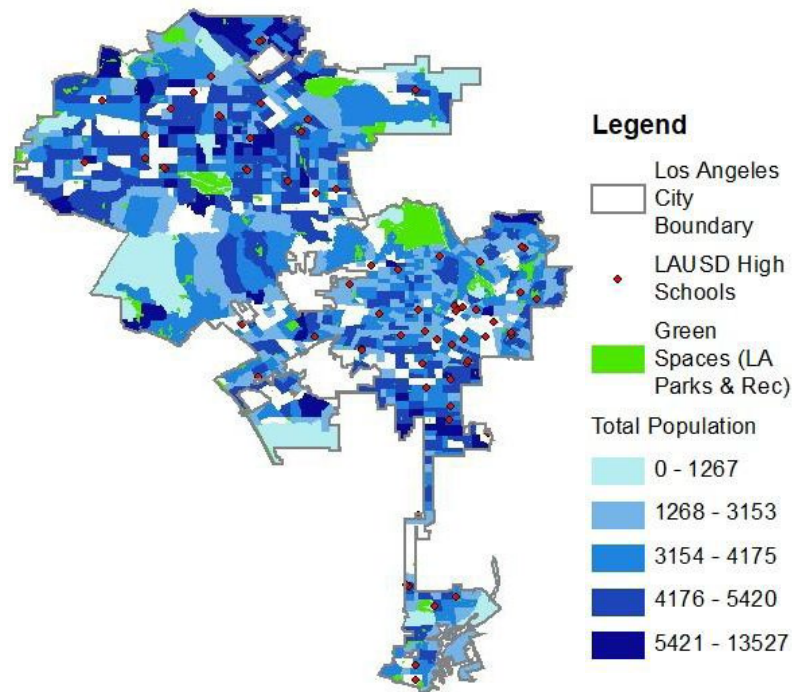 Legend
Los Angeles
City
Boundary
LAUSD High
Schools
Green
Spaces (LA
Parks & Rec)
Total Population
0 - 1267
1268 - 3153
3154 - 4175
4176 - 5420
5421 - 13527